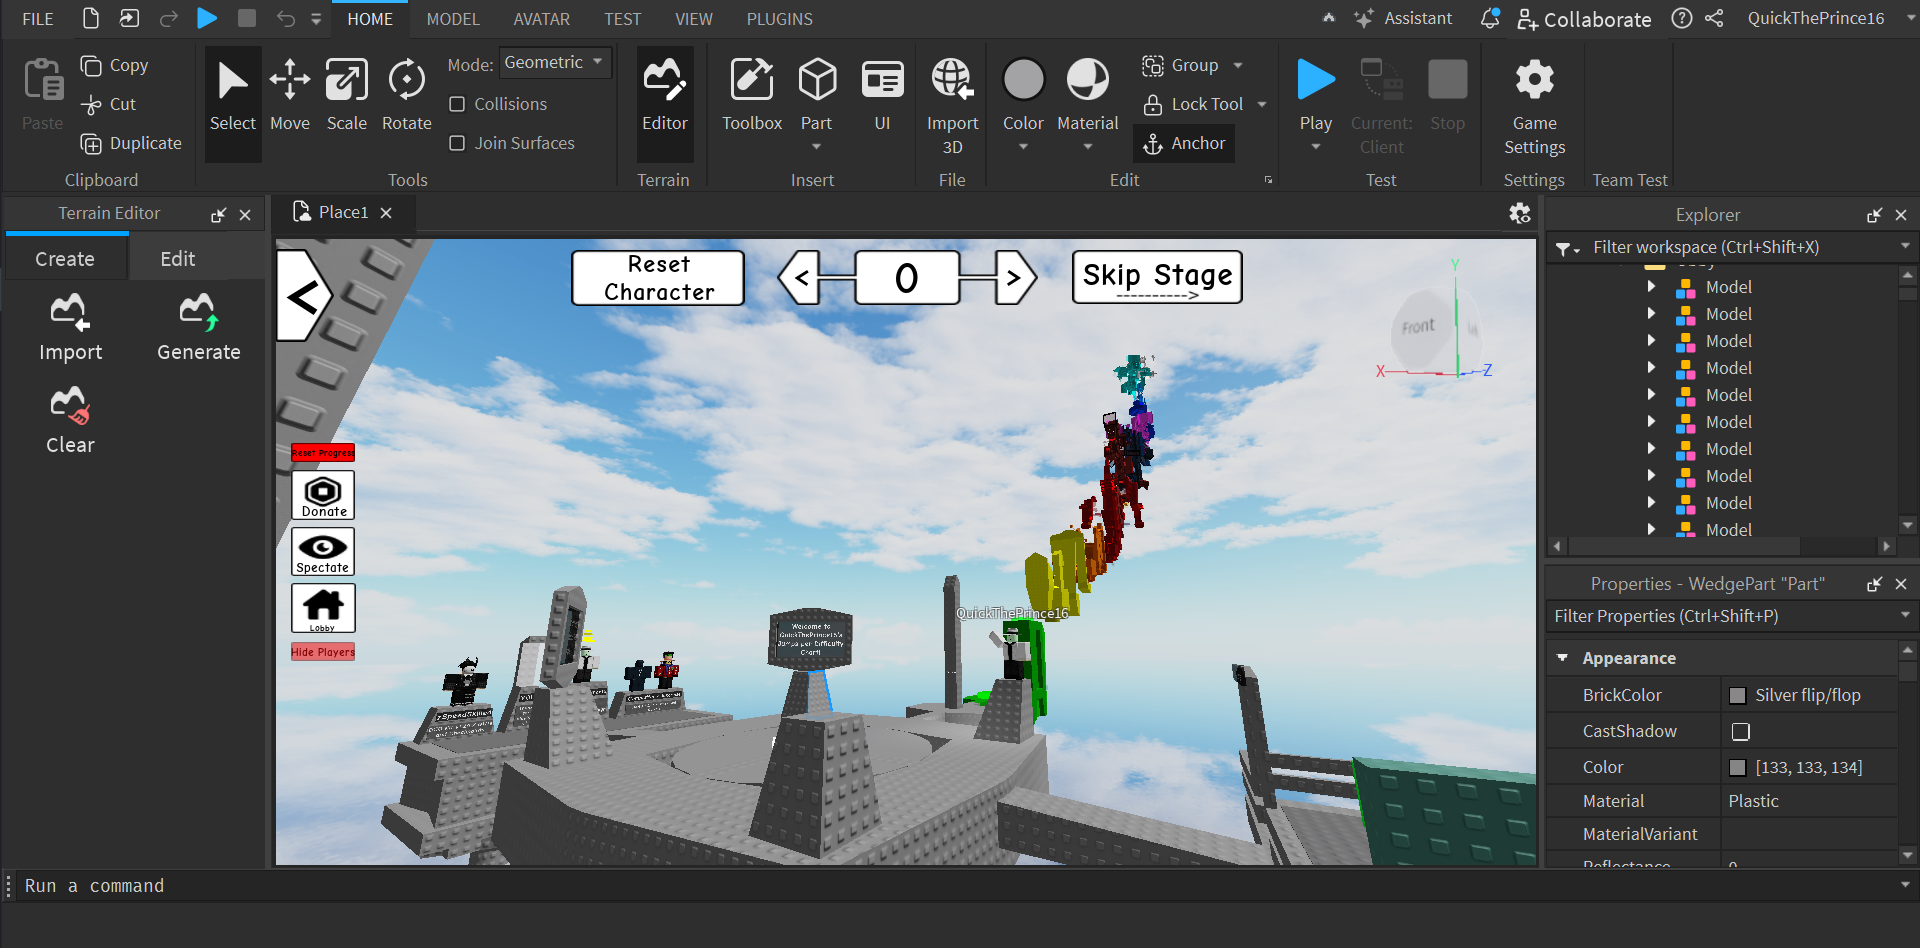 FILE
HOME
MODEL
AVATAR
TEST
VIEW
PLUGINS
Assistant
Collaborate
QuickThePrince16
Paste
Copy
Cut
Duplicate
Clipboard
Select
Move
Scale
Rotate
Mode: Geometric
Collisions
Join Surfaces
Tools
Editor
Terrain
Toolbox
Part
UI
Insert
Import
3D
File
Color
Material
Group
Lock Tool
Anchor
Edit
Play
Current:
Client
Stop
Test
Game
Settings
Settings
Team Test
Terrain Editor
Create
Edit
Import
Generate
Clear
Place1
<
Reset
Character
<
0
>
Skip Stage
--------->
Front
Y
X
Z
Reset Progress
Donate
Spectate
Lobby
Hide Players
QuickThePrince16
Welcome to
QuickThePrince16's
Jumps per Difficulty
Chart!
Explorer
Filter workspace (Ctrl+Shift+X)
Model
Model
Model
Model
Model
Model
Model
Model
Model
Model
Properties - WedgePart "Part"
Filter Properties (Ctrl+Shift+P)
Appearance
BrickColor Silver flip/flop
CastShadow
Color [133, 133, 134]
Material Plastic
MaterialVariant
Reflectance 0
Run a command